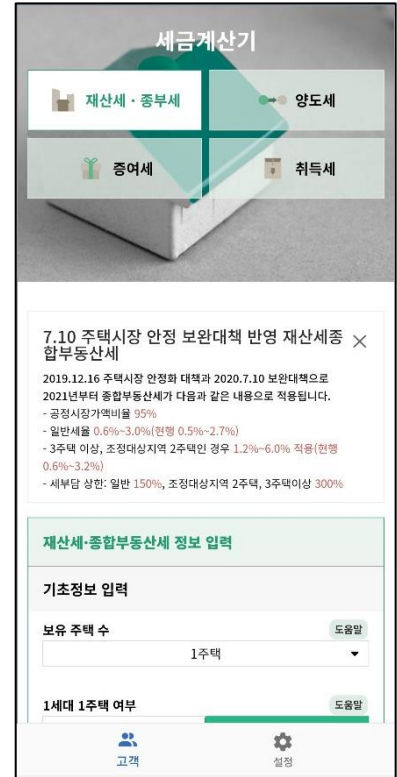 세금계산기
재산세 · 종부세
양도세
증여세
취득세
7.10 주택시장 안정 보완대책 반영 재산세종
합부동산세
2019.12.16 주택시장 안정화 대책과 2020.7.10 보완대책으로
2021년부터 종합부동산세가 다음과 같은 내용으로 적용됩니다.
- 공정시장가액비율 95%
- 일반세율 0.6%~3.0%(현행 0.5%~2.7%)
- 3주택 이상, 조정대상지역 2주택인 경우 1.2%~6.0% 적용(현행
0.6%~3.2%)
- 세부담 상한: 일반 150%, 조정대상지역 2주택, 3주택이상 300%
재산세·종합부동산세 정보 입력
기초정보 입력
보유 주택 수
도움말
1주택
1세대 1주택 여부
도움말
고객
설정